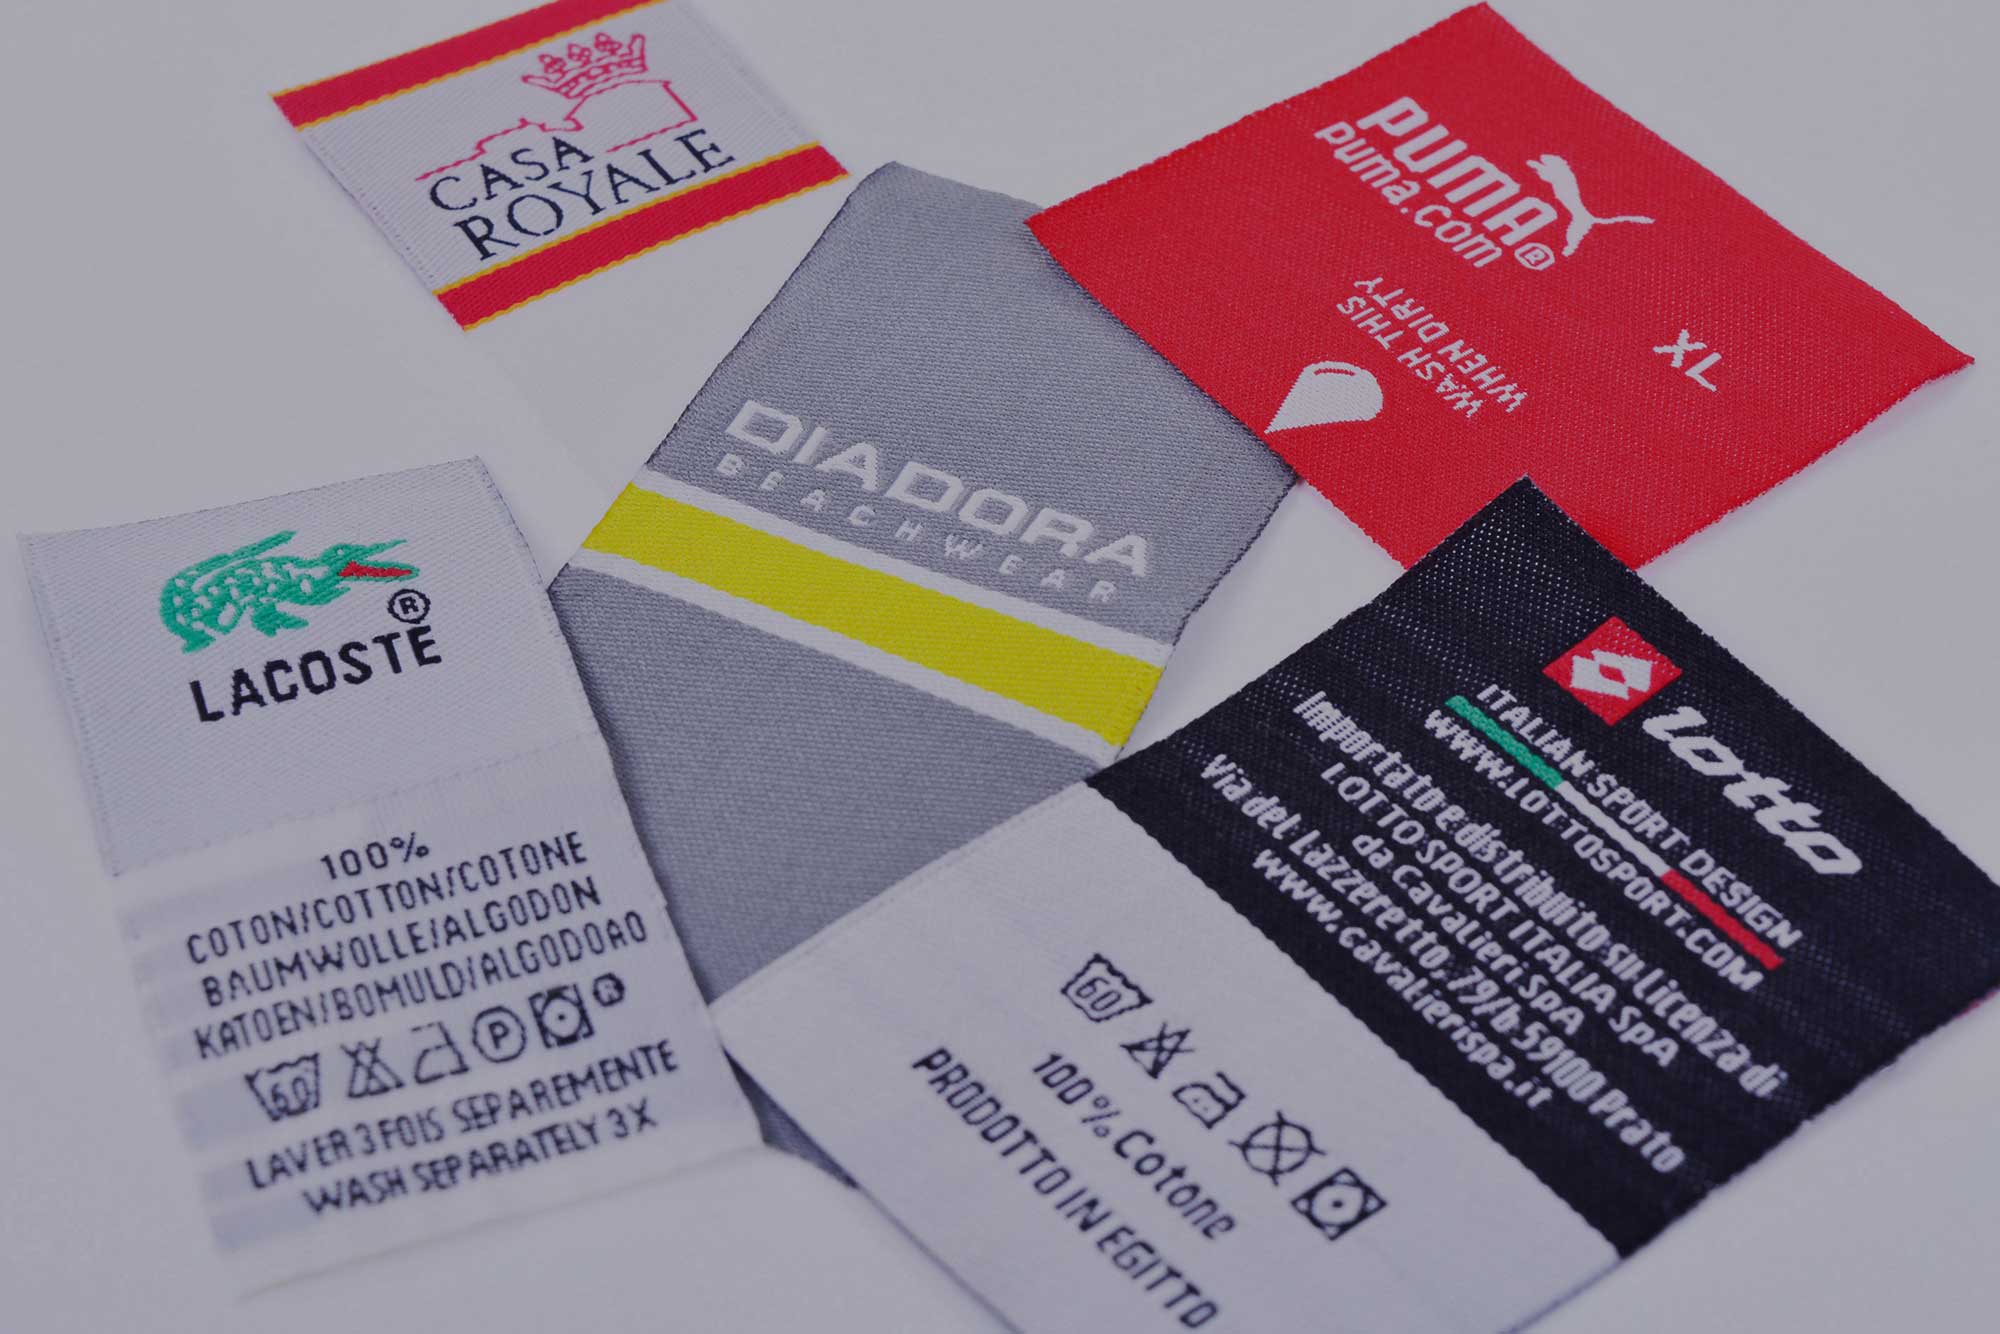 CASA
ROYALE
PUMA®
puma.com
WASH THIS
WHEN DIRTY
XL
DIADORA
BEACHWEAR
®
LACOSTE
100%
COTON/COTTON/COTONE
BAUMWOLLE/ALGODON
KATOEN/BOMULD/ALGODOAO
60 P ®
LAVER 3 FOIS SEPAREMENTE
WASH SEPARATELY 3 X
lotto
ITALIAN SPORT DESIGN
WWW.LOTTOSPORT.COM
Importato e distribuito su Licenza di
LOTTO SPORT ITALIA SpA
da Cavalieri SPA
Via del Lazzeretto, 79/b 59100 Prato
www.cavalierispa.it
60
100% Cotone
PRODOTTO IN EGITTO